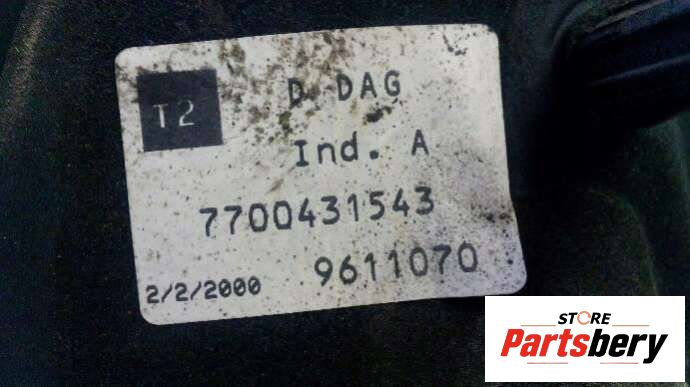 T2
D DAG
Ind. A
7700431543
2/2/2000 9611070
STORE
Partsbery